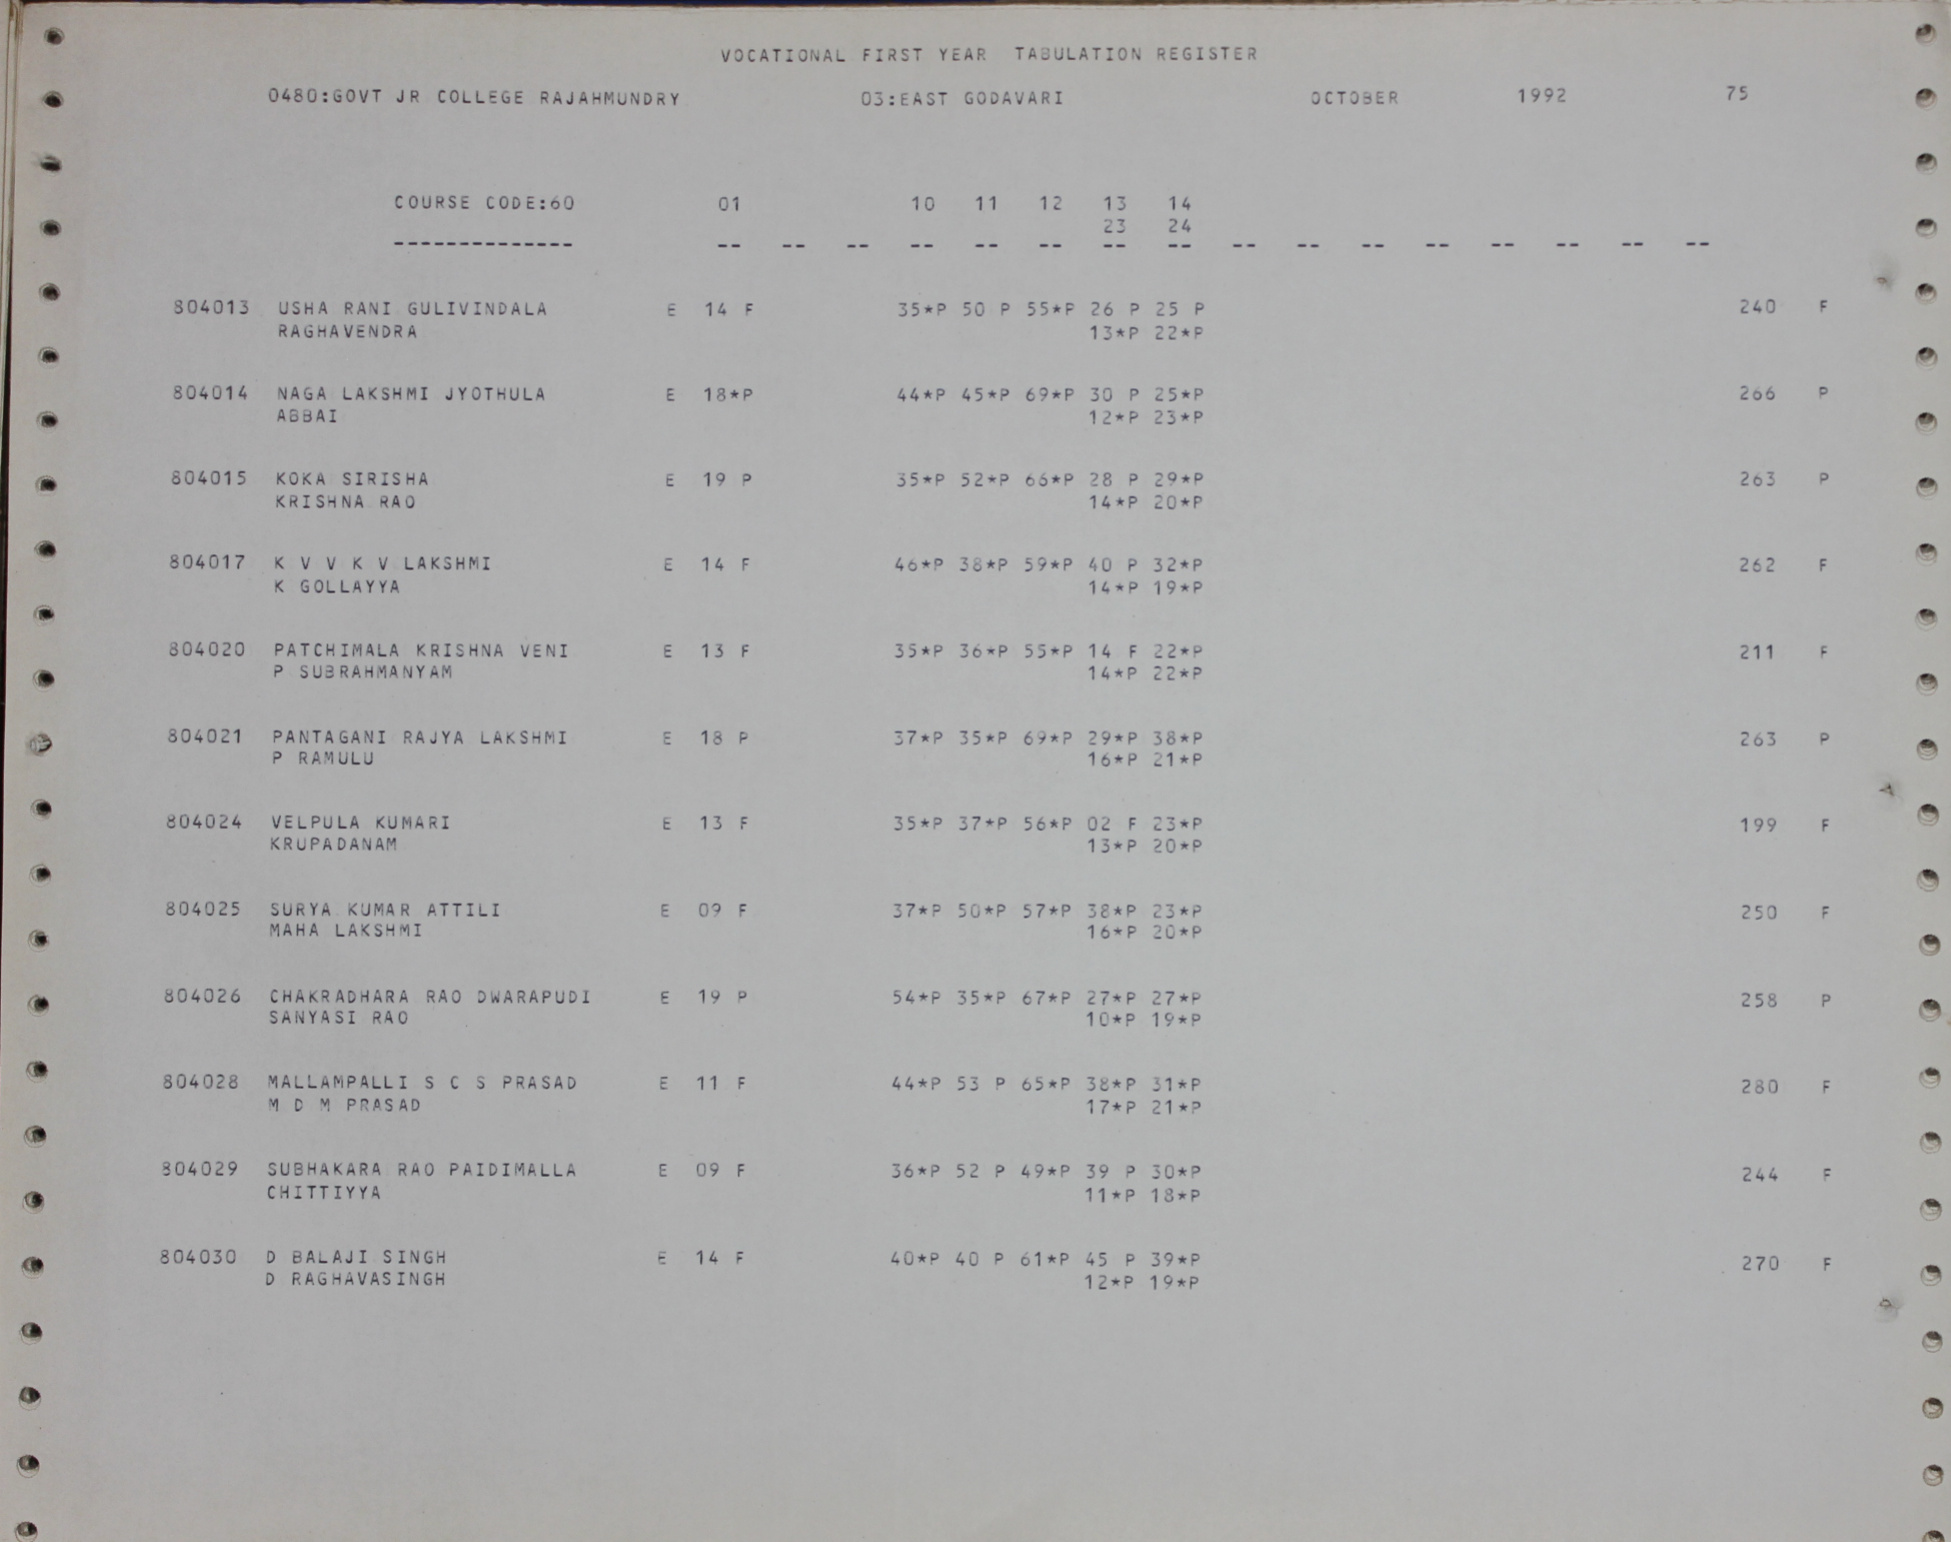 VOCATIONAL FIRST YEAR TABULATION REGISTER
0480:GOVT JR COLLEGE RAJAHMUNDRY 03:EAST GODAVARI OCTOBER 1992 75
COURSE CODE:60 01 10 11 12 13 14
23 24
-------------- -- -- -- -- -- -- -- -- -- -- -- -- -- -- -- --
804013 USHA RANI GULIVINDALA E 14 F 35*P 50 P 55*P 26 P 25 P 240 F
RAGHAVENDRA 13*P 22*P
804014 NAGA LAKSHMI JYOTHULA E 18*P 44*P 45*P 69*P 30 P 25*P 266 P
ABBAI 12*P 23*P
804015 KOKA SIRISHA E 19 P 35*P 52*P 66*P 28 P 29*P 263 P
KRISHNA RAO 14*P 20*P
804017 K V V K V LAKSHMI E 14 F 46*P 38*P 59*P 40 P 32*P 262 F
K GOLLAYYA 14*P 19*P
804020 PATCHIMALA KRISHNA VENI E 13 F 35*P 36*P 55*P 14 F 22*P 211 F
P SUBRAHMANYAM 14*P 22*P
804021 PANTAGANI RAJYA LAKSHMI E 18 P 37*P 35*P 69*P 29*P 38*P 263 P
P RAMULU 16*P 21*P
804024 VELPULA KUMARI E 13 F 35*P 37*P 56*P 02 F 23*P 199 F
KRUPADANAM 13*P 20*P
804025 SURYA KUMAR ATTILI E 09 F 37*P 50*P 57*P 38*P 23*P 250 F
MAHA LAKSHMI 16*P 20*P
804026 CHAKRADHARA RAO DWARAPUDI E 19 P 54*P 35*P 67*P 27*P 27*P 258 P
SANYASI RAO 10*P 19*P
804028 MALLAMPALLI S C S PRASAD E 11 F 44*P 53 P 65*P 38*P 31*P 280 F
M D M PRASAD 17*P 21*P
804029 SUBHAKARA RAO PAIDIMALLA E 09 F 36*P 52 P 49*P 39 P 30*P 244 F
CHITTIYYA 11*P 18*P
804030 D BALAJI SINGH E 14 F 40*P 40 P 61*P 45 P 39*P 270 F
D RAGHAVASINGH 12*P 19*P